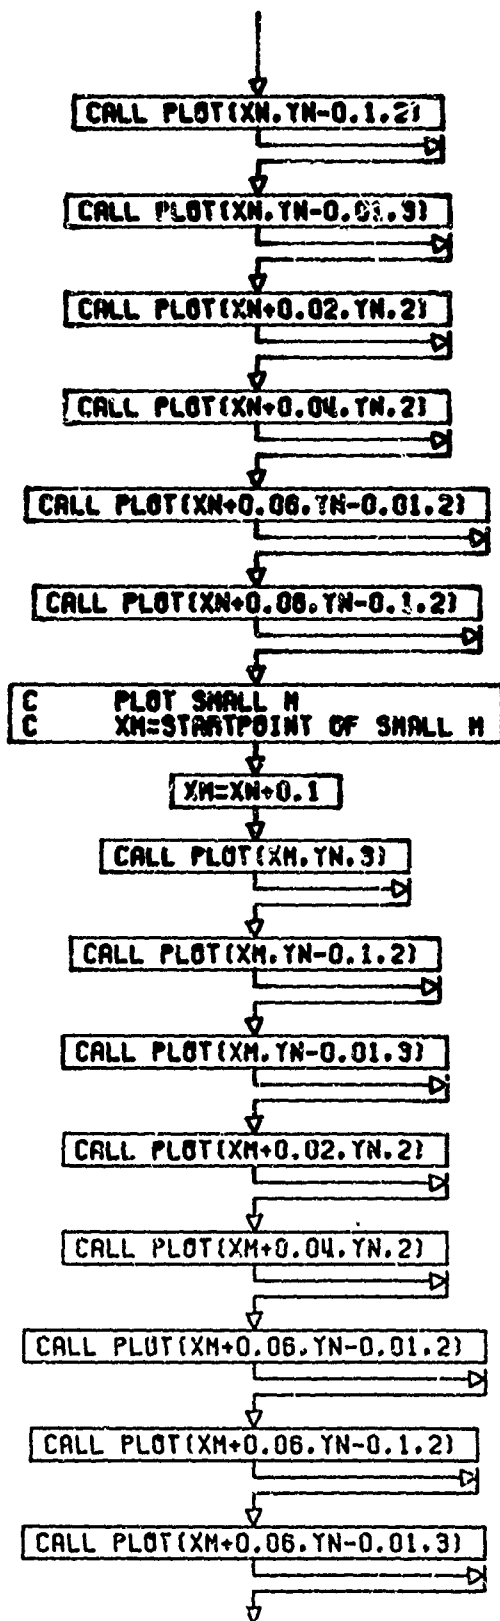 CALL PLOT(XN.YN-0.1.2)
CALL PLOT(XN.YN-0.01.3)
CALL PLOT(XN+0.02.YN.2)
CALL PLOT(XN+0.04.YN.2)
CALL PLOT(XN+0.06.YN-0.01.2)
CALL PLOT(XN+0.06.YN-0.1.2)
C PLOT SMALL M
C XM=STARTPOINT OF SMALL M
XM=XN+0.1
CALL PLOT(XM.YN.3)
CALL PLOT(XM.YN-0.1.2)
CALL PLOT(XM.YN-0.01.3)
CALL PLOT(XM+0.02.YN.2)
CALL PLOT(XM+0.04.YN.2)
CALL PLOT(XM+0.06.YN-0.01.2)
CALL PLOT(XM+0.06.YN-0.1.2)
CALL PLOT(XM+0.06.YN-0.01.3)